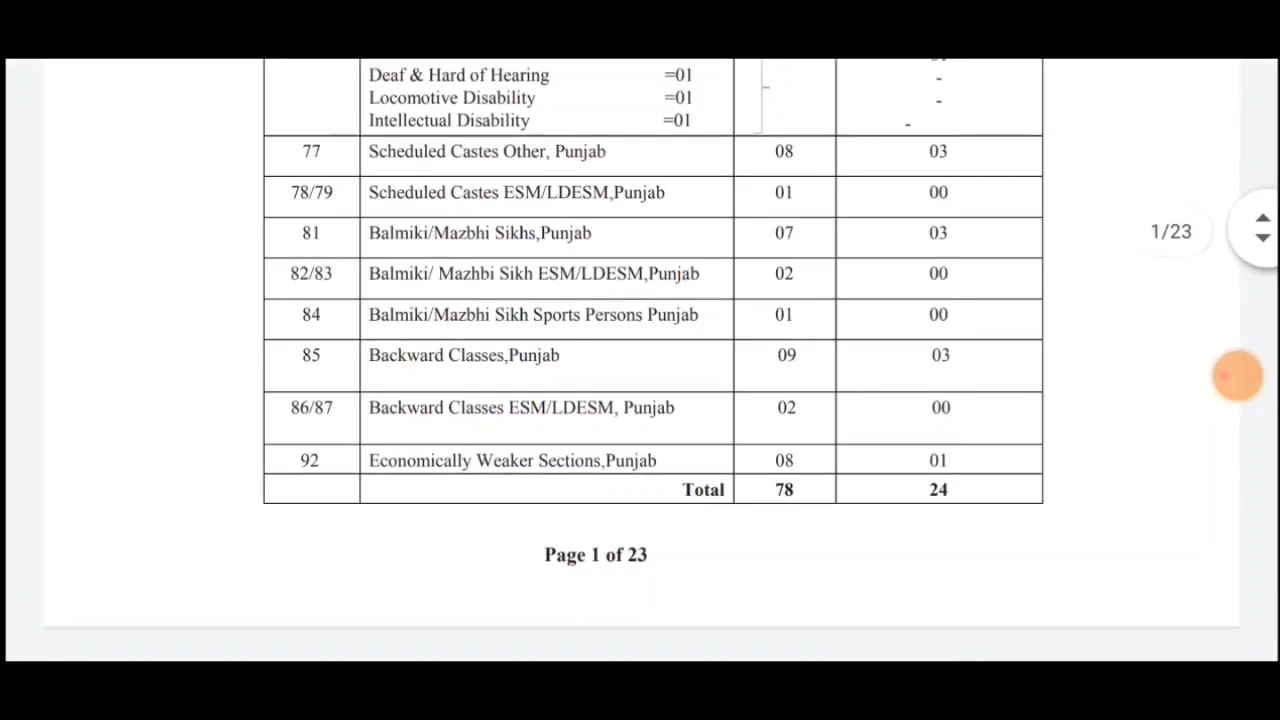 Deaf & Hard of Hearing =01 -
Locomotive Disability =01 -
Intellectual Disability =01 -
77 Scheduled Castes Other, Punjab 08 03
78/79 Scheduled Castes ESM/LDESM,Punjab 01 00
81 Balmiki/Mazbhi Sikhs,Punjab 07 03
82/83 Balmiki/ Mazhbi Sikh ESM/LDESM,Punjab 02 00
84 Balmiki/Mazbhi Sikh Sports Persons Punjab 01 00
85 Backward Classes,Punjab 09 03
86/87 Backward Classes ESM/LDESM, Punjab 02 00
92 Economically Weaker Sections,Punjab 08 01
Total 78 24
Page 1 of 23
1/23